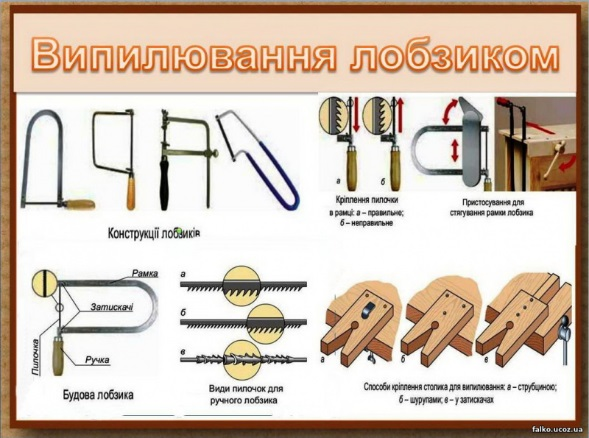 Випилювання лобзиком
Конструкції лобзиків
а
б
Кріплення пилочки
в рамці: а – правильне;
б – неправильне
Пристосування для
стягування рамки лобзика
Рамка
Затискачі
Пилочка
Ручка
Будова лобзика
а
б
в
Види пилочок для
ручного лобзика
а
б
в
Способи кріплення столика для випилювання: а – струбциною;
б – шурупами; в – у затискачах
falko.ucoz.ua